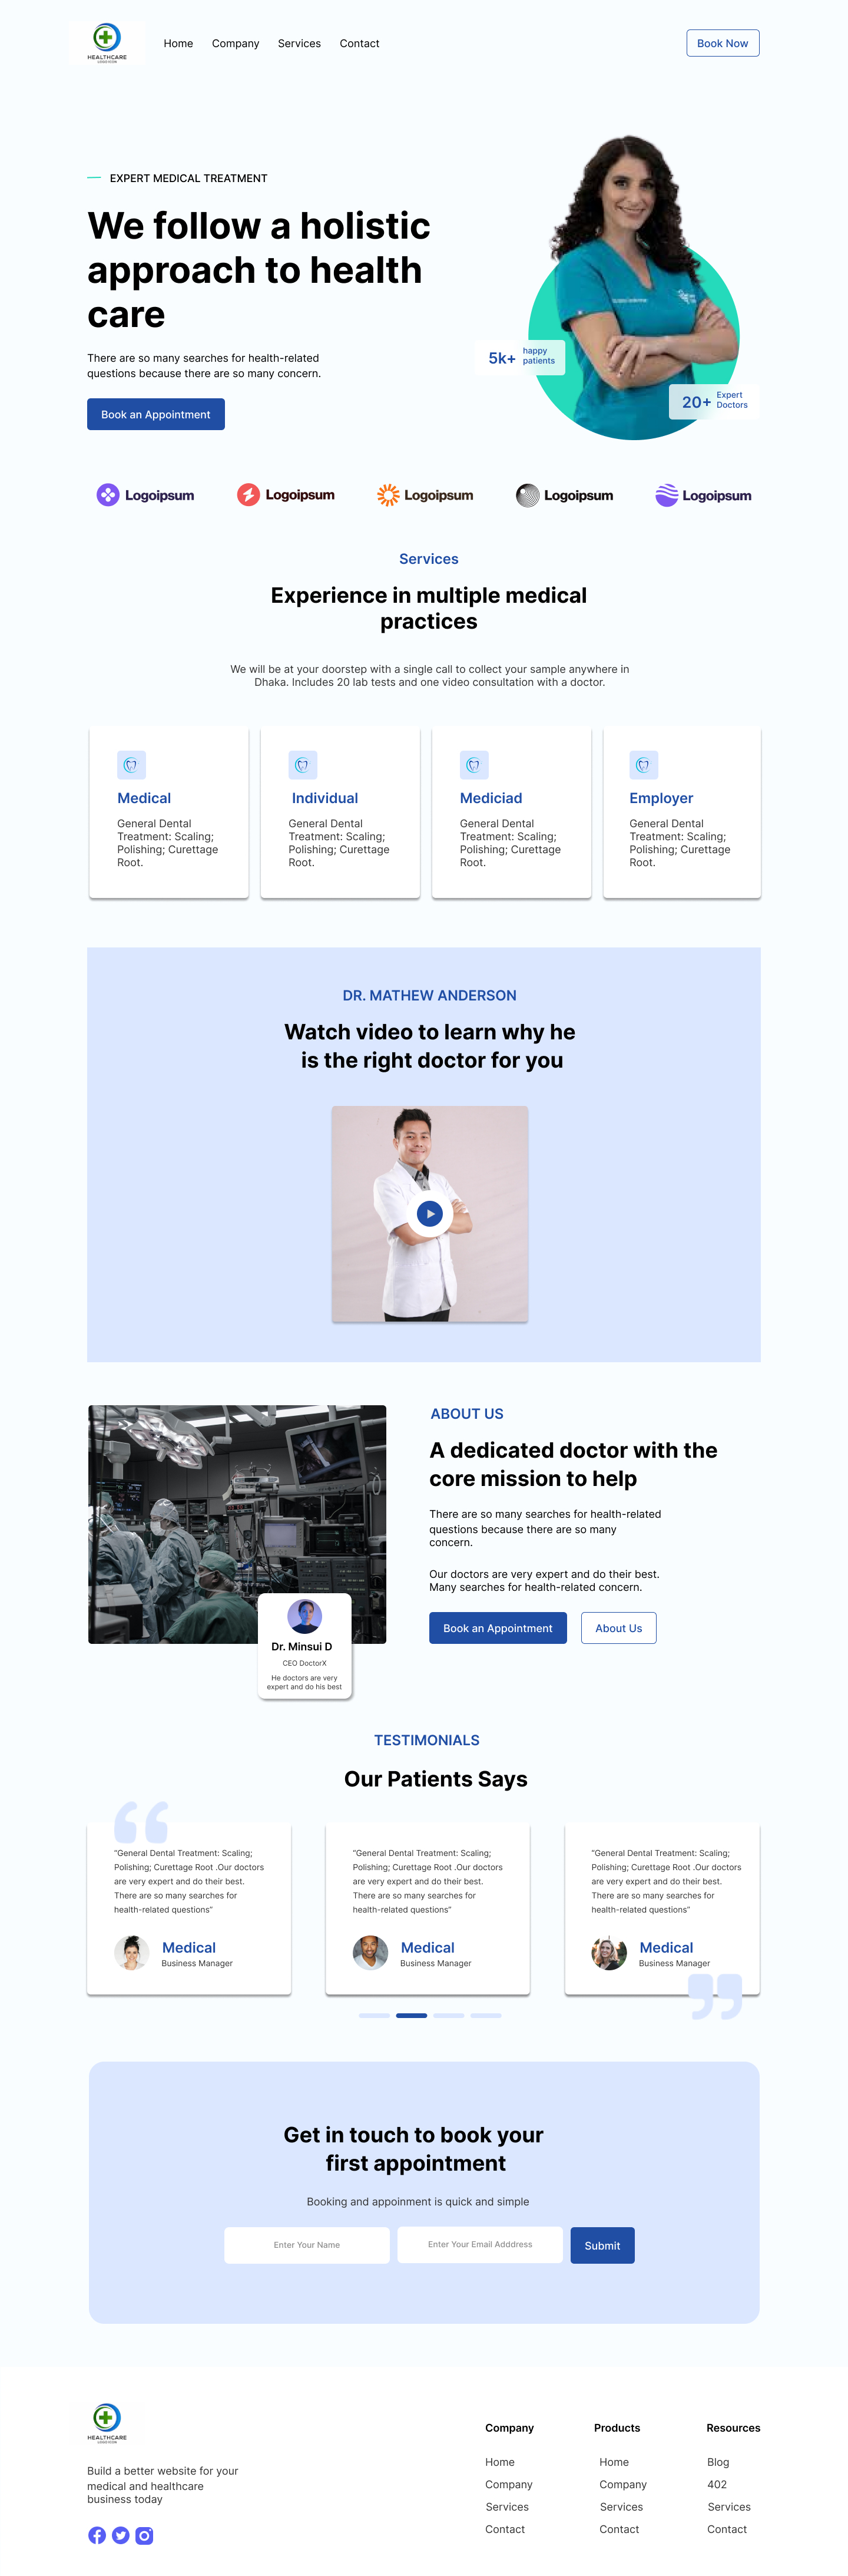 HEALTHCARE
Home
Company
Services
Contact
Book Now
EXPERT MEDICAL TREATMENT
We follow a holistic
approach to health
care
There are so many searches for health-related
questions because there are so many concern.
Book an Appointment
5k+
happy
patients
20+
Expert
Doctors
Logoipsum
Logoipsum
Logoipsum
Logoipsum
Logoipsum
Services
Experience in multiple medical
practices
We will be at your doorstep with a single call to collect your sample anywhere in
Dhaka. Includes 20 lab tests and one video consultation with a doctor.
Medical
General Dental
Treatment: Scaling;
Polishing; Curettage
Root.
Individual
General Dental
Treatment: Scaling;
Polishing; Curettage
Root.
Mediciad
General Dental
Treatment: Scaling;
Polishing; Curettage
Root.
Employer
General Dental
Treatment: Scaling;
Polishing; Curettage
Root.
DR. MATHEW ANDERSON
Watch video to learn why he
is the right doctor for you
ABOUT US
A dedicated doctor with the
core mission to help
There are so many searches for health-related
questions because there are so many
concern.
Our doctors are very expert and do their best.
Many searches for health-related concern.
Book an Appointment
About Us
Dr. Minsui D
CEO DoctorX
He doctors are very
expert and do his best
TESTIMONIALS
Our Patients Says
“General Dental Treatment: Scaling;
Polishing; Curettage Root .Our doctors
are very expert and do their best.
There are so many searches for
health-related questions”
Medical
Business Manager
“General Dental Treatment: Scaling;
Polishing; Curettage Root .Our doctors
are very expert and do their best.
There are so many searches for
health-related questions”
Medical
Business Manager
“General Dental Treatment: Scaling;
Polishing; Curettage Root .Our doctors
are very expert and do their best.
There are so many searches for
health-related questions”
Medical
Business Manager
Get in touch to book your
first appointment
Booking and appoinment is quick and simple
Enter Your Name
Enter Your Email Adddress
Submit
HEALTHCARE
Build a better website for your
medical and healthcare
business today
Company
Home
Company
Services
Contact
Products
Home
Company
Services
Contact
Resources
Blog
402
Services
Contact